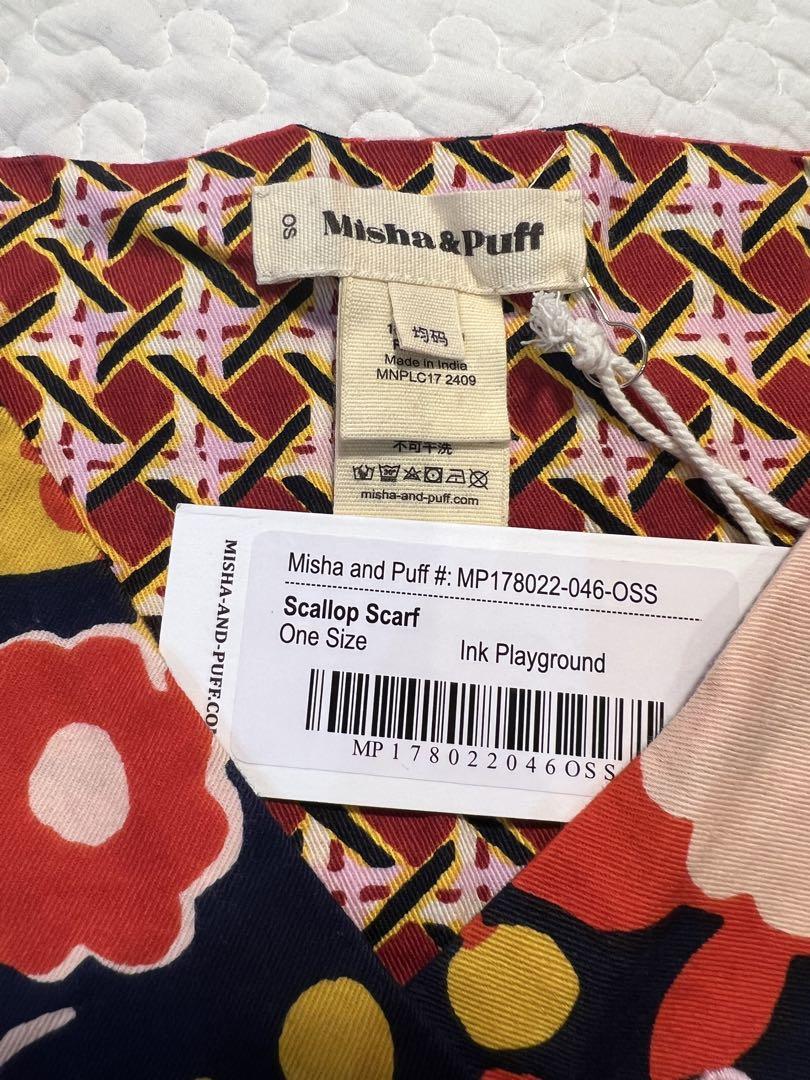 OS
Misha&Puff
均码
Made in India
MNPLC17 2409
不可干洗
misha-and-puff.com
MISHA-AND-PUFF.CO
Misha and Puff #: MP178022-046-OSS
Scallop Scarf
One Size
Ink Playground
MP178022046OSS